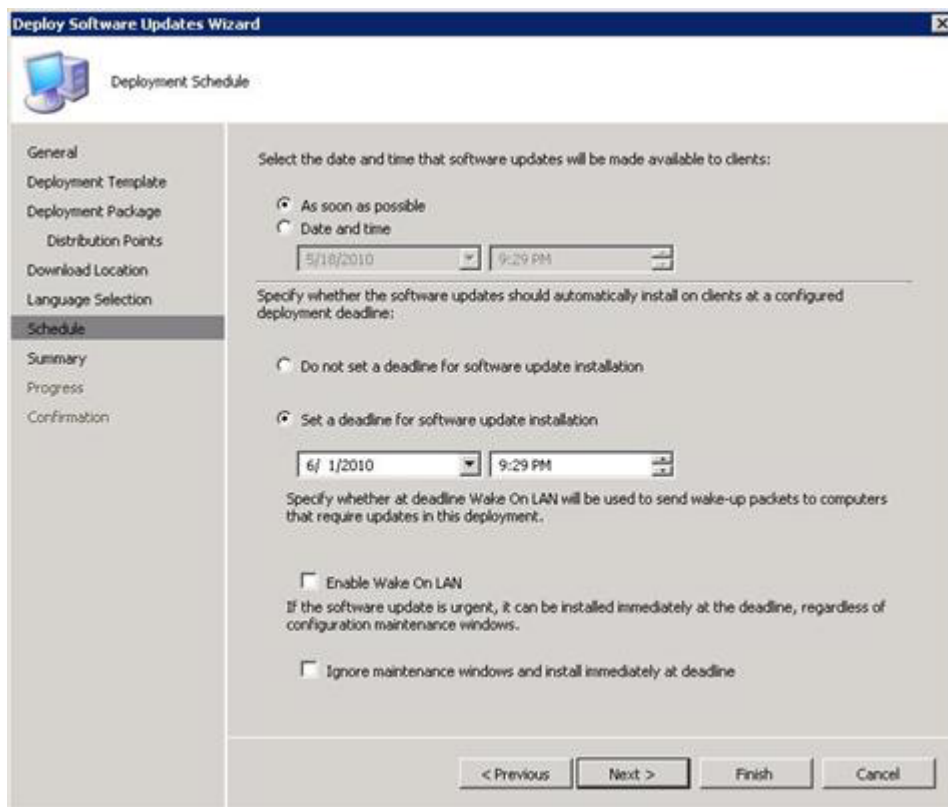 Deploy Software Updates Wizard
Deployment Schedule
General
Deployment Template
Deployment Package
Distribution Points
Download Location
Language Selection
Schedule
Summary
Progress
Confirmation
Select the date and time that software updates will be made available to clients:
As soon as possible
Date and time
5/18/2010
9:29 PM
Specify whether the software updates should automatically install on clients at a configured
deployment deadline:
Do not set a deadline for software update installation
Set a deadline for software update installation
6/ 1/2010
9:29 PM
Specify whether at deadline Wake On LAN will be used to send wake-up packets to computers
that require updates in this deployment.
Enable Wake On LAN
If the software update is urgent, it can be installed immediately at the deadline, regardless of
configuration maintenance windows.
Ignore maintenance windows and install immediately at deadline
< Previous
Next >
Finish
Cancel